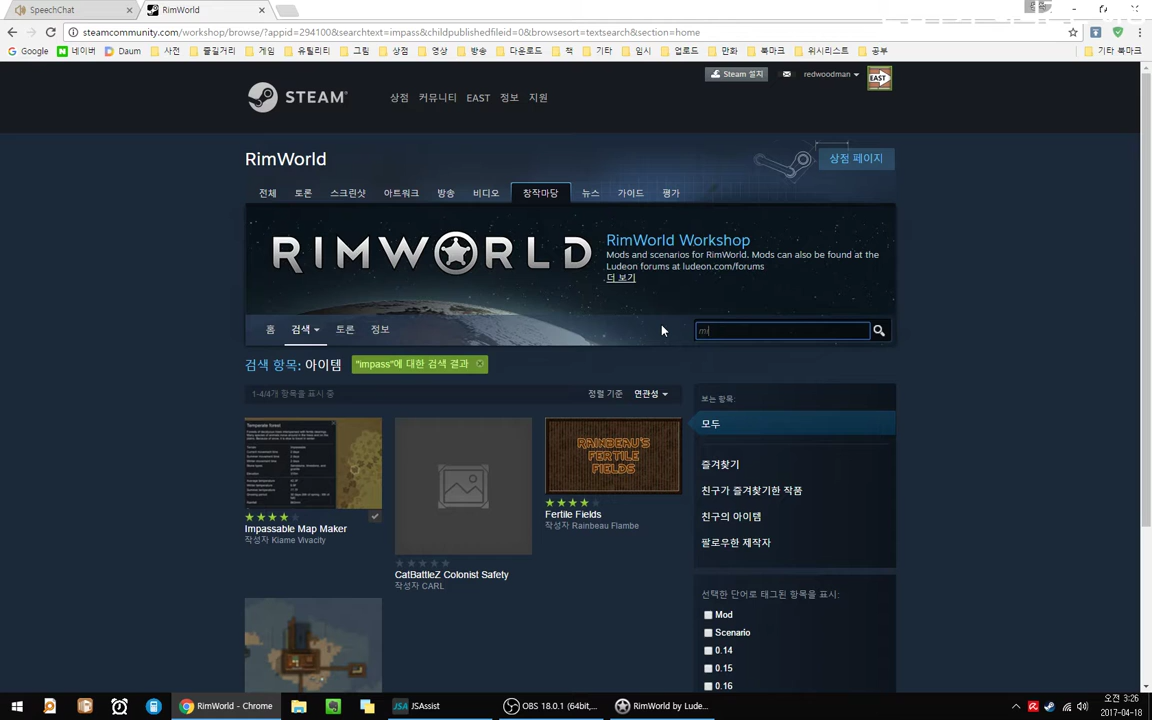 SpeechChat
RimWorld
steamcommunity.com/workshop/browse/?appid=294100&searchtext=impass&childpublishedfileid=0&browsesort=textsearch&section=home
Google 네이버 Daum 사전 즐길거리 게임 유틸리티 그림 상점 영상 방송 다운로드 책 기타 임시 업로드 만화 북마크 위시리스트 공부 기타 북마크
Steam 설치 redwoodman EAST
STEAM 상점 커뮤니티 EAST 정보 지원
RimWorld
상점 페이지
전체 토론 스크린샷 아트워크 방송 비디오 창작마당 뉴스 가이드 평가
RIMWORLD
RimWorld Workshop
Mods and scenarios for RimWorld. Mods can also be found at the
Ludeon forums at ludeon.com/forums
더 보기
홈 검색 토론 정보
검색 항목: 아이템 "impass"에 대한 검색 결과
1-4/4개 항목을 표시 중 정렬 기준 연관성
보는 항목:
모두
즐겨찾기
친구가 즐겨찾기한 작품
친구의 아이템
팔로우한 제작자
Temperate forest
RAINBEAU'S
FERTILE
FIELDS
Impassable Map Maker
작성자 Kiame Vivacity
CatBattleZ Colonist Safety
작성자 CARL
Fertile Fields
작성자 Rainbeau Flambe
선택한 단어로 태그된 항목을 표시:
Mod
Scenario
0.14
0.15
0.16
RimWorld - Chrome
JSA JSAssist
OBS 18.0.1 (64bit,...
RimWorld by Lude...
오전 3:26
2017-04-18